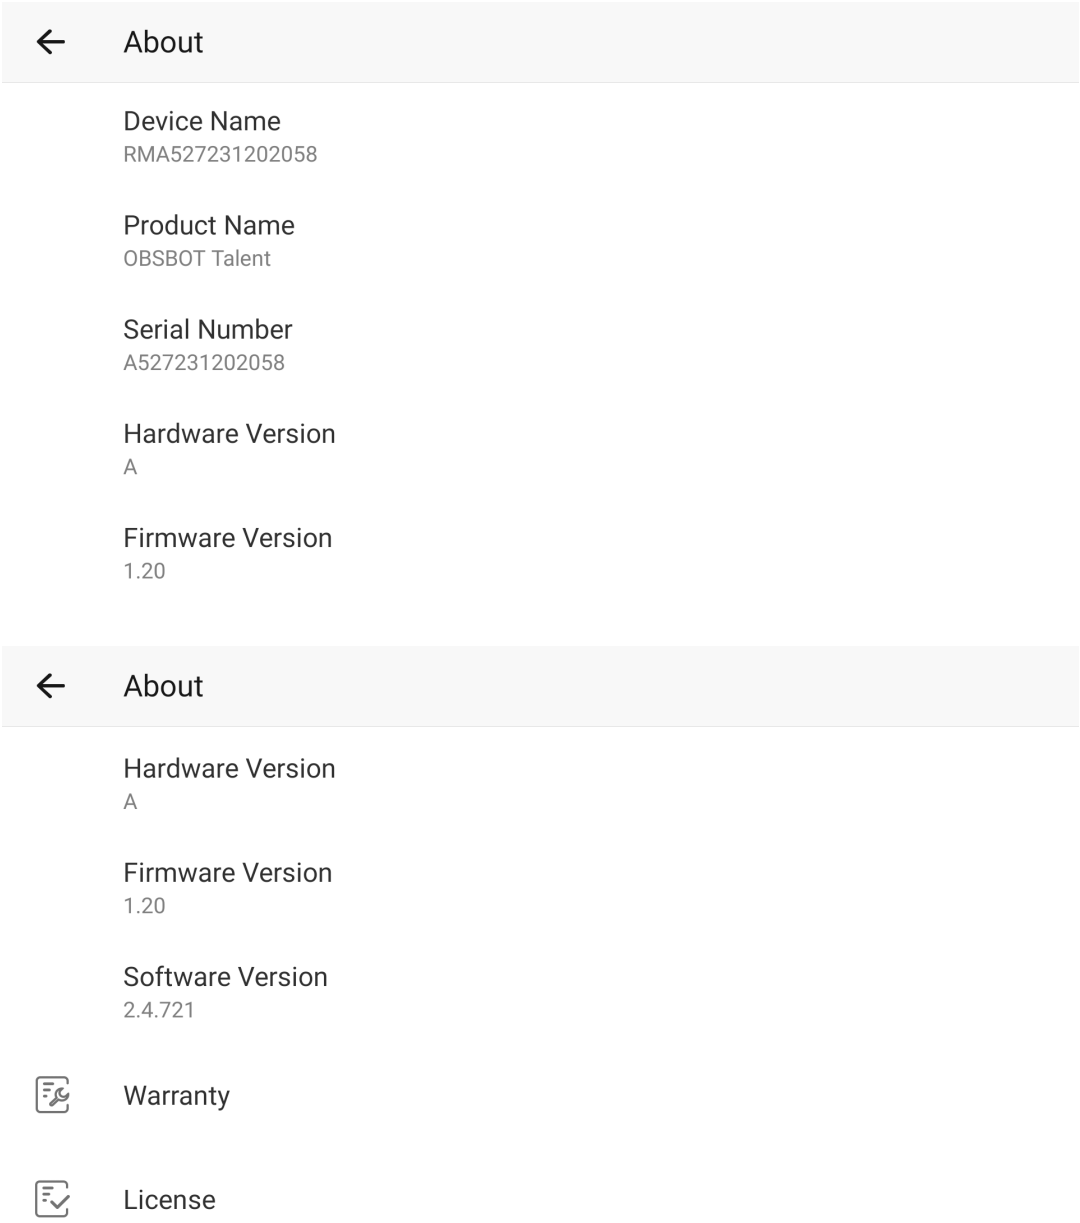 About
Device Name
RMA527231202058
Product Name
OBSBOT Talent
Serial Number
A527231202058
Hardware Version
A
Firmware Version
1.20
About
Hardware Version
A
Firmware Version
1.20
Software Version
2.4.721
Warranty
License